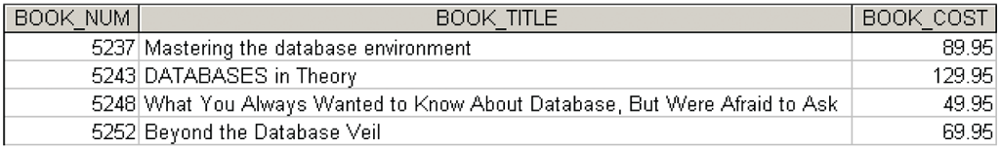 BOOK_NUM BOOK_TITLE BOOK_COST
5237 Mastering the database environment 89.95
5243 DATABASES in Theory 129.95
5248 What You Always Wanted to Know About Database, But Were Afraid to Ask 49.95
5252 Beyond the Database Veil 69.95